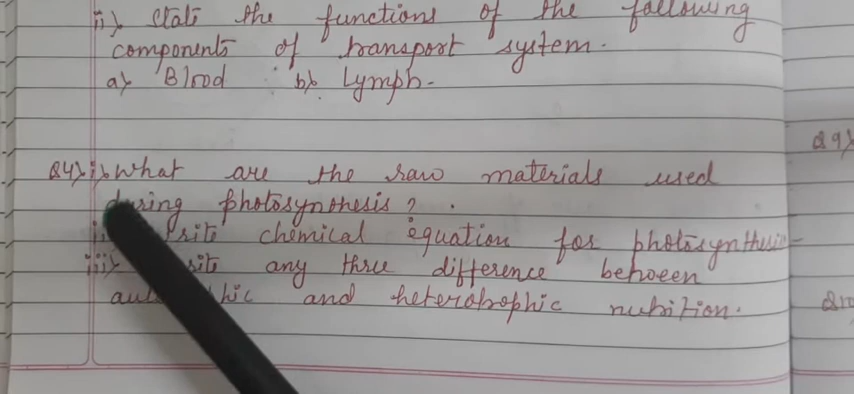 ii) State the functions of the following
components of transport system.
a) Blood b) Lymph.
Q4) i) What are the raw materials used
during photosynthesis?
chemical equation for photosynthesis
any three difference between
and heterotrophic nutrition.
Q9)